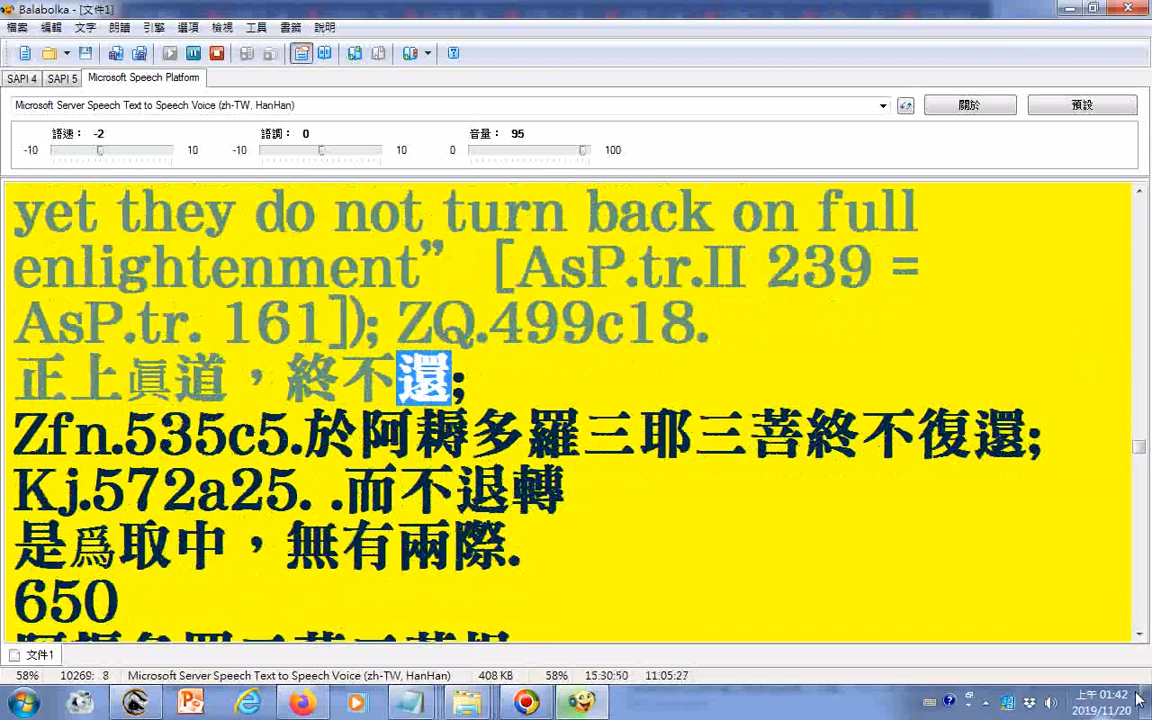 Balabolka - [文件1]
檔案 編輯 文字 朗讀 引擎 選項 檢視 工具 書籤 說明
SAPI 4 SAPI 5 Microsoft Speech Platform
Microsoft Server Speech Text to Speech Voice (zh-TW, HanHan) 關於 預設
語速： -2 語調： 0 音量： 95
-10 10 -10 10 0 100
yet they do not turn back on full
enlightenment” [AsP.tr.II 239 =
AsP.tr. 161]); ZQ.499c18.
正上眞道，終不還;
Zfn.535c5.於阿耨多羅三耶三菩終不復還;
Kj.572a25. .而不退轉
是爲取中，無有兩際.
650
文件1
58% 10269: 8 Microsoft Server Speech Text to Speech Voice (zh-TW, HanHan) 408 KB 58% 15:30:50 11:05:27
上午 01:42
2019/11/20